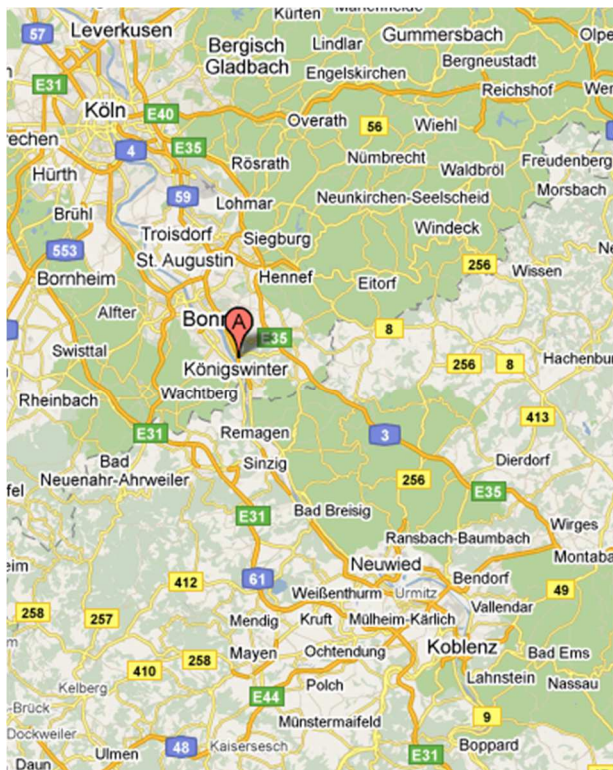 Kürten
Marienheide
57
Leverkusen
Lindlar
Gummersbach
Olpe
Bergisch
Gladbach
Bergneustadt
Engelskirchen
E31
Reichshof
Köln
E40
Overath
56
Wiehl
4
E35
Rösrath
Nümbrecht
Waldbröl
Freudenberg
Hürth
59
Lohmar
Neunkirchen-Seelscheid
Morsbach
Brühl
Troisdorf
Siegburg
Windeck
553
St. Augustin
Hennef
256
Wissen
Bornheim
Eitorf
Alfter
Bonn
A
E35
8
Swisttal
Königswinter
256
8
Hachenbu
Wachtberg
Rheinbach
413
E31
Remagen
3
Bad
Neuenahr-Ahrweiler
Sinzig
Dierdorf
256
E35
E31
Bad Breisig
Wirges
Ransbach-Baumbach
Montaba
Neuwied
Bendorf
412
61
Weißenthurm
Urmitz
49
Vallendar
258
257
Mendig
Kruft
Mülheim-Kärlich
Koblenz
Mayen
Ochtendung
258
Bad Ems
410
Lahnstein
Kelberg
Polch
Nassau
E44
-Brück
Münstermaifeld
9
Dockweiler
48
Kaisersesch
Boppard
Ulmen
E31
Daun